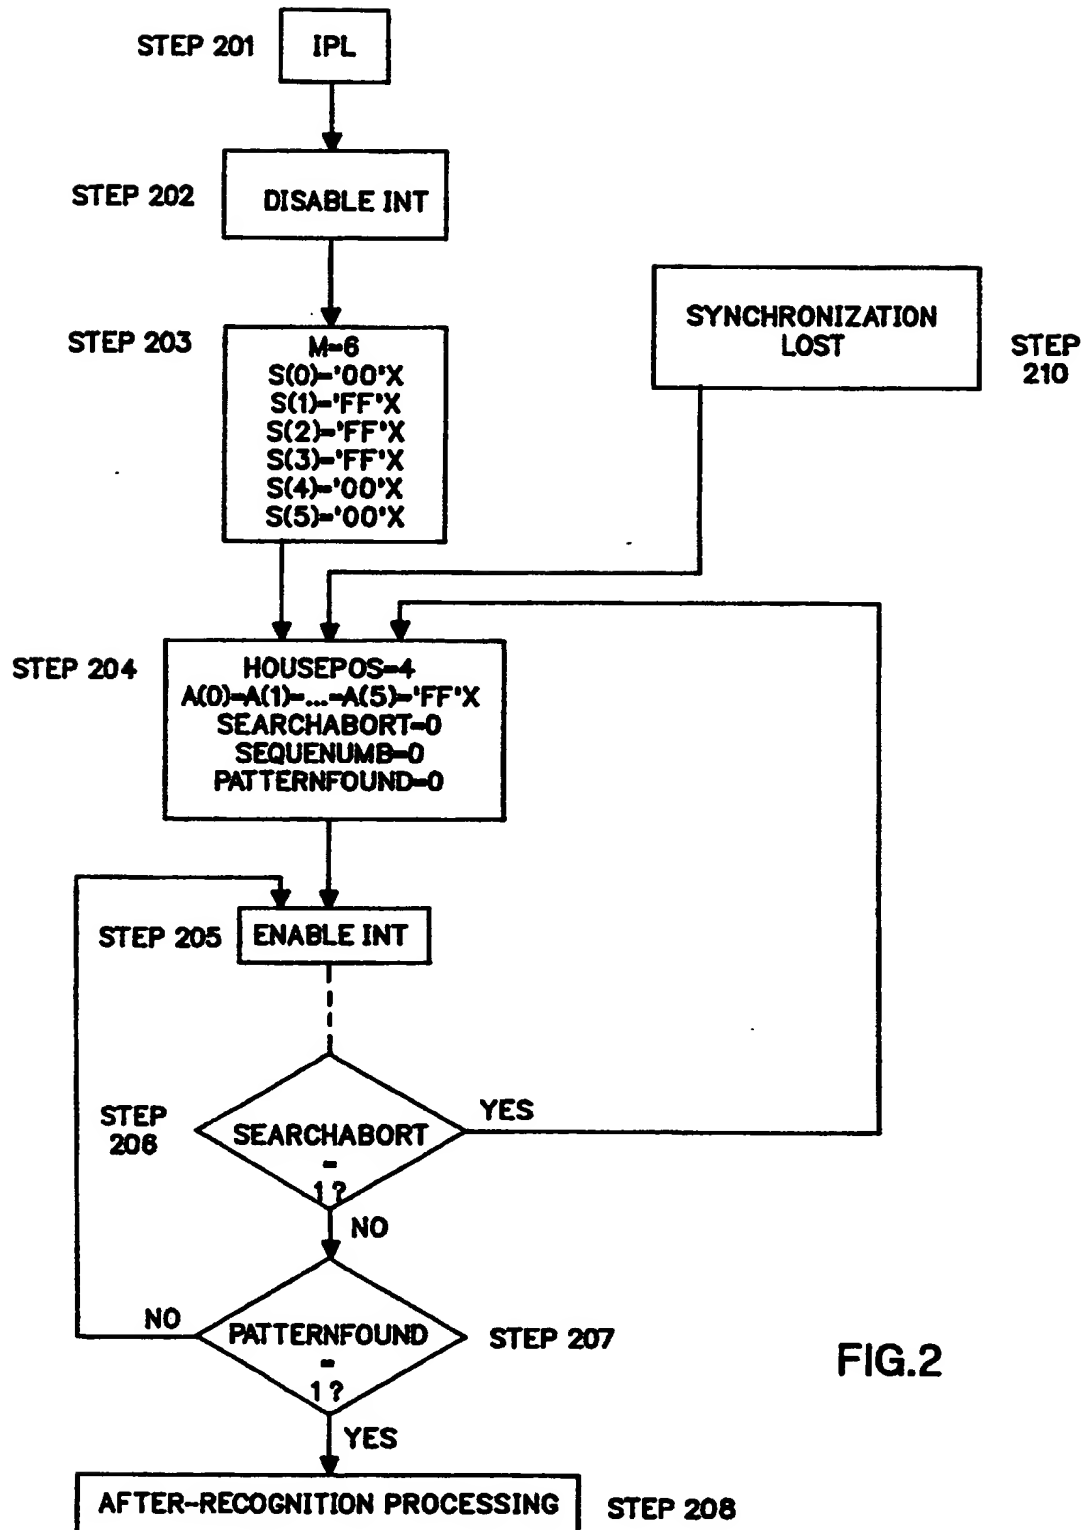 STEP 201
IPL
STEP 202
DISABLE INT
STEP 203
M=6
S(0)='00'X
S(1)='FF'X
S(2)='FF'X
S(3)='FF'X
S(4)='00'X
S(5)='00'X
SYNCHRONIZATION
LOST
STEP
210
STEP 204
HOUSEPOS=4
A(0)=A(1)=...=A(5)='FF'X
SEARCHABORT=0
SEQUENUMB=0
PATTERNFOUND=0
STEP 205
ENABLE INT
STEP
206
SEARCHABORT
=
1?
YES
NO
PATTERNFOUND
=
1?
NO
STEP 207
YES
FIG.2
AFTER-RECOGNITION PROCESSING
STEP 208